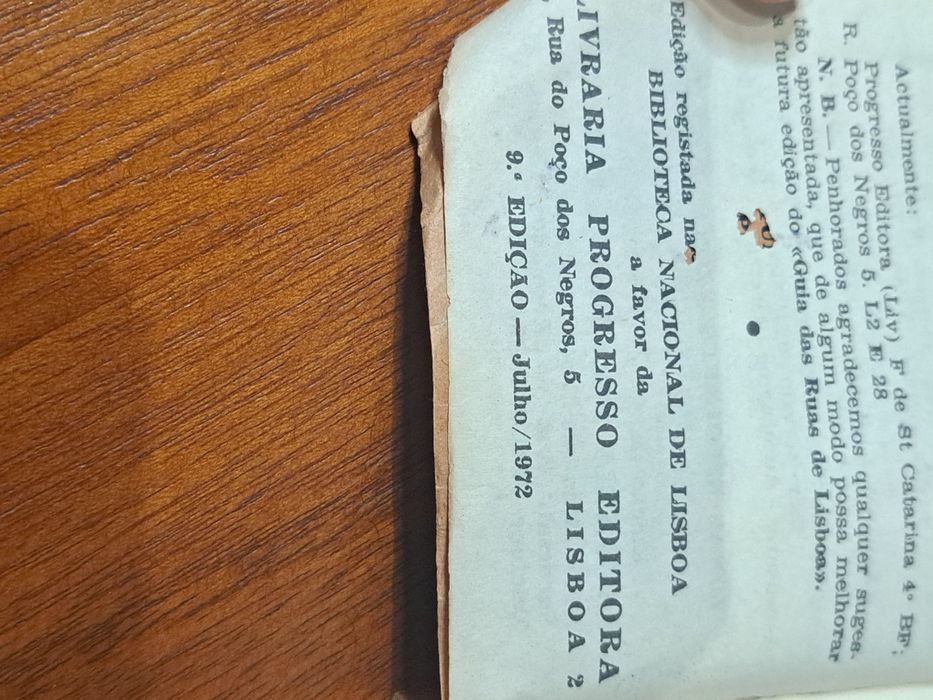 Actualmente:
Progresso Editora (Liv) F de St Catarina 4º BF;
R. Poço dos Negros 5. L2 E 28
N. B. — Penhorados agradecemos qualquer suges-
tão apresentada, que de algum modo possa melhorar
a futura edição do «Guia das Ruas de Lisboa».
Edição registada na
BIBLIOTECA NACIONAL DE LISBOA
a favor da
LIVRARIA PROGRESSO EDITORA
Rua do Poço dos Negros, 5 — LISBOA 2
9.ª EDIÇÃO — Julho/1972